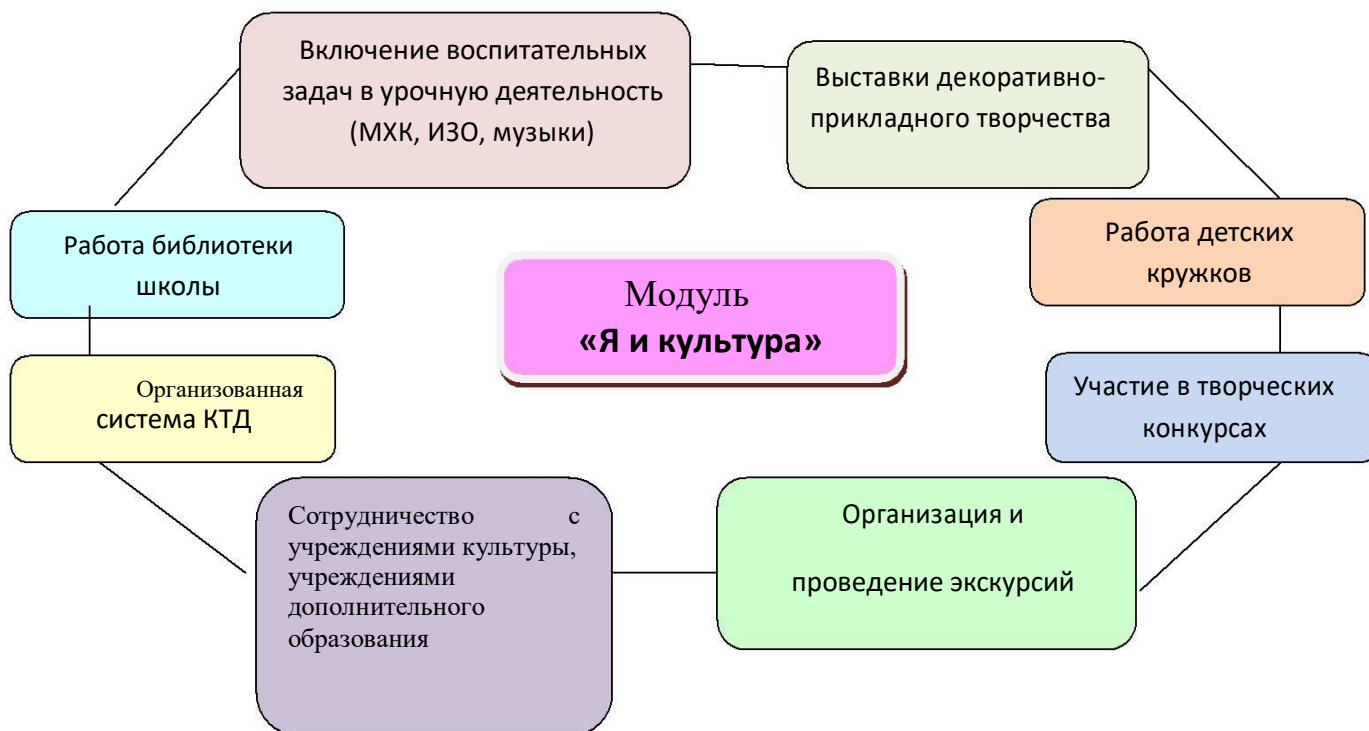 Включение воспитательных
задач в урочную деятельность
(МХК, ИЗО, музыки)
Выставки декоративно-
прикладного творчества
Работа библиотеки
школы
Работа детских
кружков
Модуль
«Я и культура»
Организованная
система КТД
Участие в творческих
конкурсах
Сотрудничество с
учреждениями культуры,
учреждениями
дополнительного
образования
Организация и
проведение экскурсий